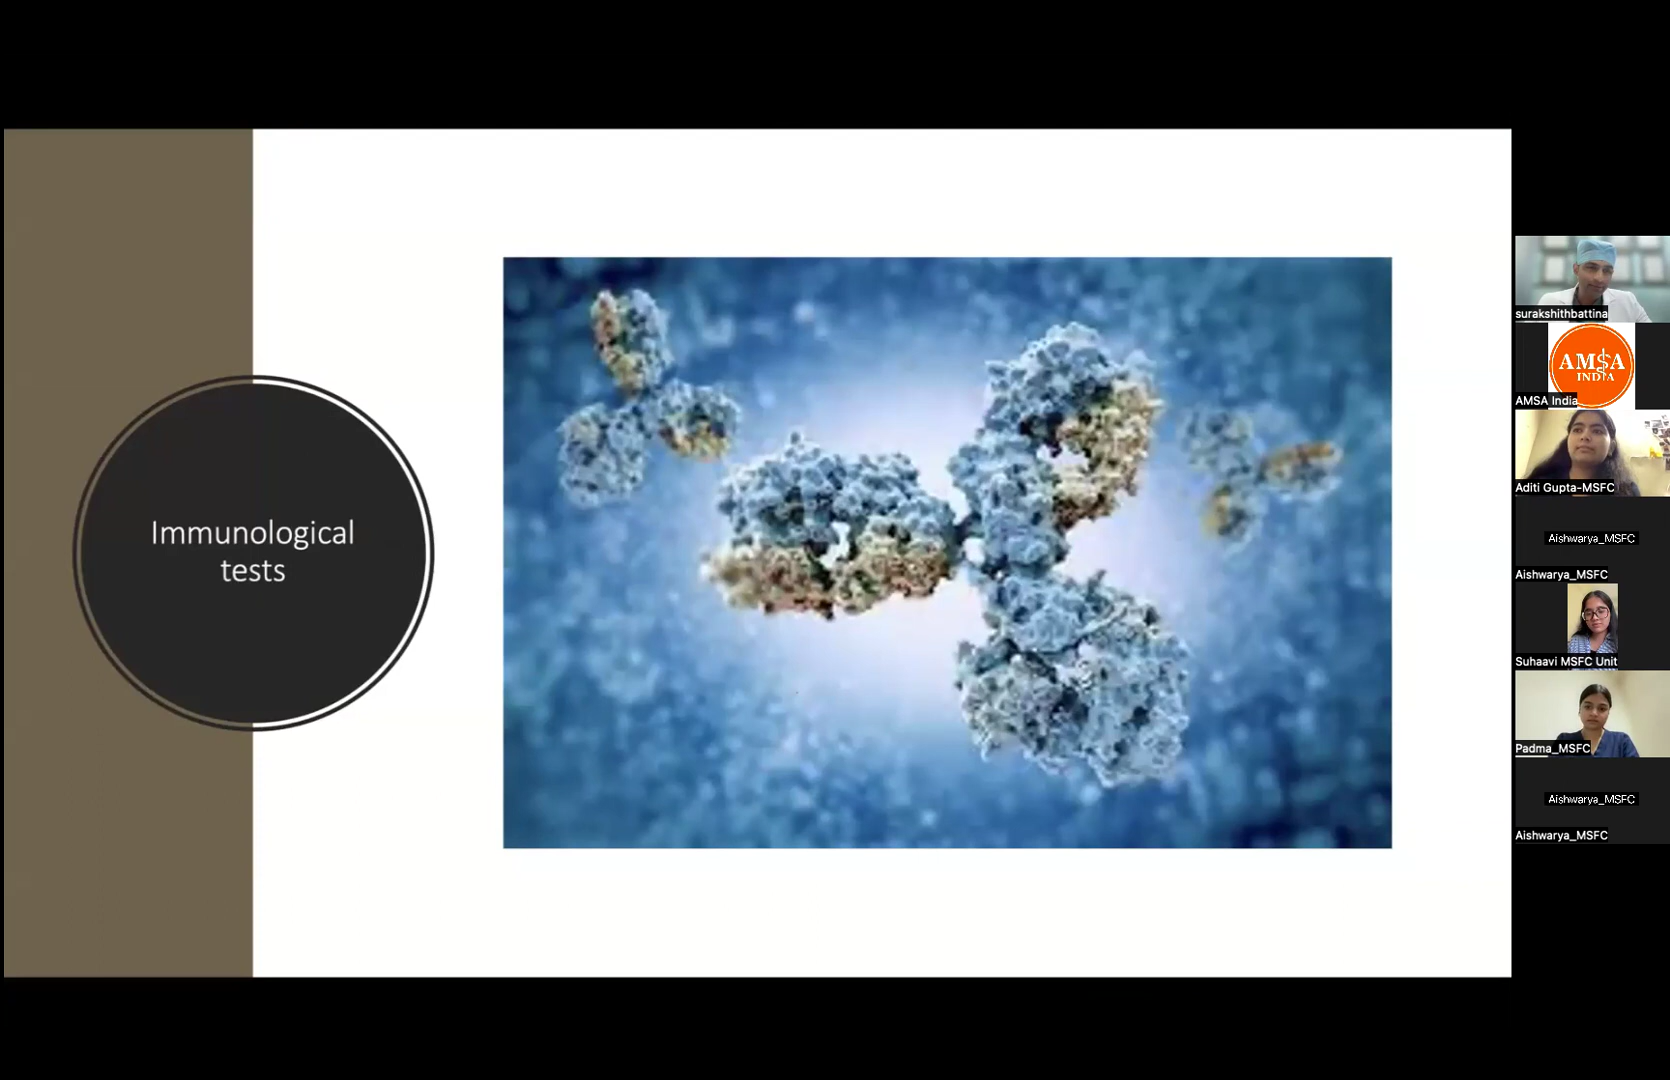 Immunological
tests
surakshithbattina
AMSA
INDIA
AMSA India
Aditi Gupta-MSFC
Aishwarya_MSFC
Aishwarya_MSFC
Suhaavi MSFC Unit
Padma_MSFC
Aishwarya_MSFC
Aishwarya_MSFC